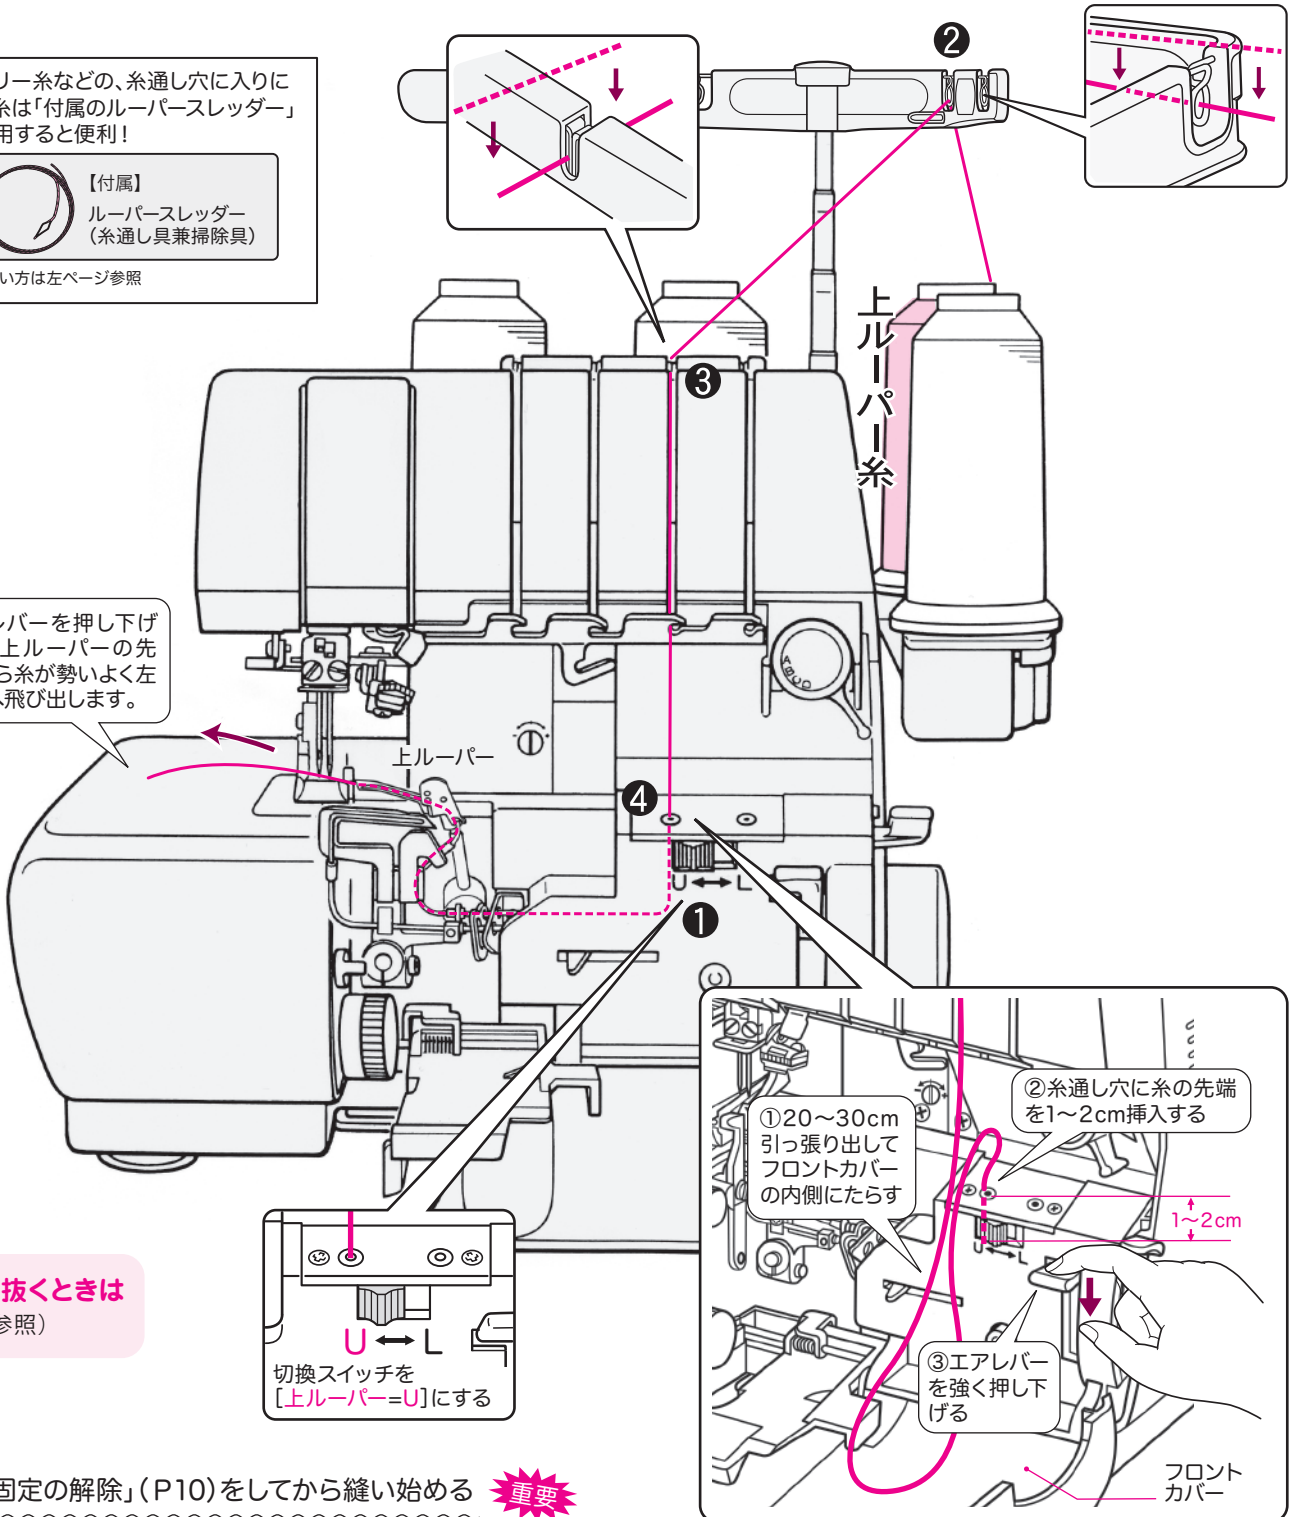 リー糸などの、糸通し穴に入りに
糸は「付属のルーパースレッダー」
用すると便利！
【付属】
ルーパースレッダー
（糸通し具兼掃除具）
い方は左ページ参照
❷
上ルーパー糸
❸
レバーを押し下げ
上ルーパーの先
ら糸が勢いよく左
へ飛び出します。
A B C D
上ルーパー
❹
U ⟷ L
❶
①20〜30cm
引っ張り出して
フロントカバー
の内側にたらす
②糸通し穴に糸の先端
を1〜2cm挿入する
1〜2cm
U ⟷ L
③エアレバー
を強く押し下
げる
フロント
カバー
U ⟷ L
切換スイッチを
［上ルーパー=U］にする
抜くときは
参照）
固定の解除」（P10）をしてから縫い始める
重要